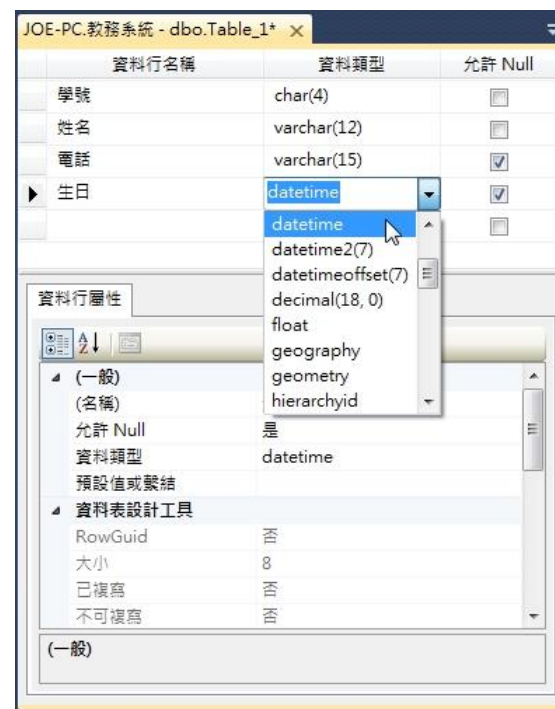 JOE-PC.教務系統 - dbo.Table_1* ×
資料行名稱 資料類型 允許 Null
學號 char(4)
姓名 varchar(12)
電話 varchar(15)
生日 datetime
datetime
datetime2(7)
datetimeoffset(7)
decimal(18, 0)
float
geography
geometry
hierarchyid
資料行屬性
(一般)
(名稱)
允許 Null 是
資料類型 datetime
預設值或繫結
資料表設計工具
RowGuid 否
大小 8
已複寫 否
不可複寫 否
(一般)